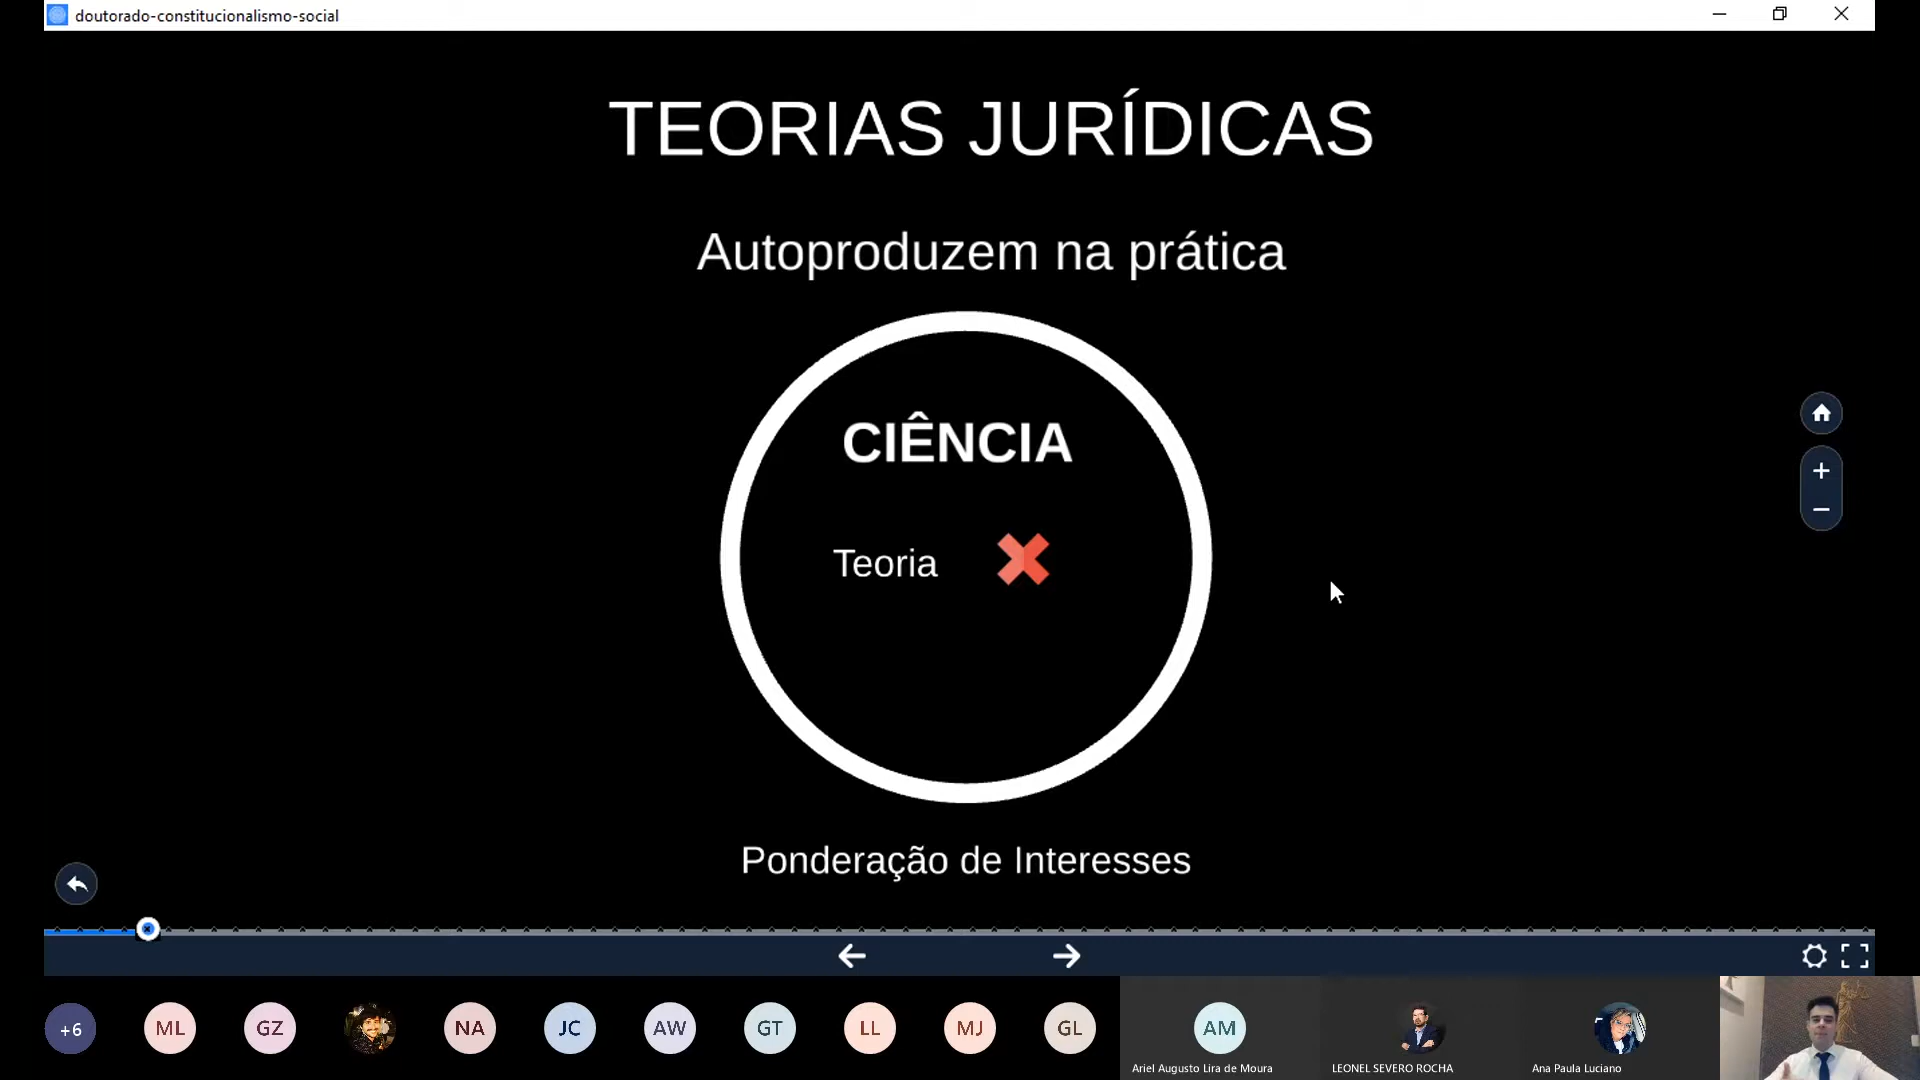 doutorado-constitucionalismo-social
TEORIAS JURÍDICAS
Autoproduzem na prática
CIÊNCIA
Teoria
Ponderação de Interesses
+6
ML
GZ
NA
JC
AW
GT
LL
MJ
GL
AM
Ariel Augusto Lira de Moura
LEONEL SEVERO ROCHA
Ana Paula Luciano